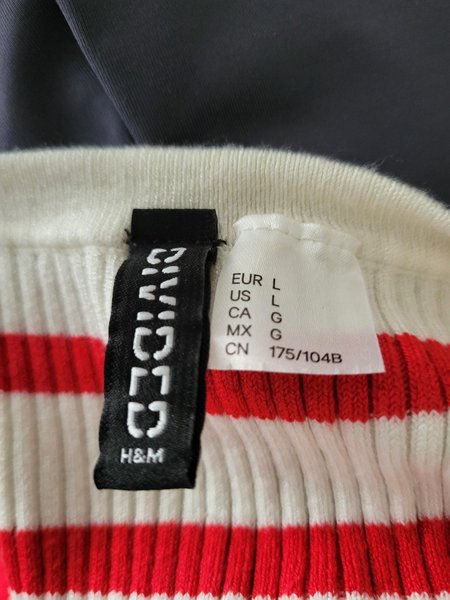 DIVIDED
H&M
EUR L
US L
CA G
MX G
CN 175/104B